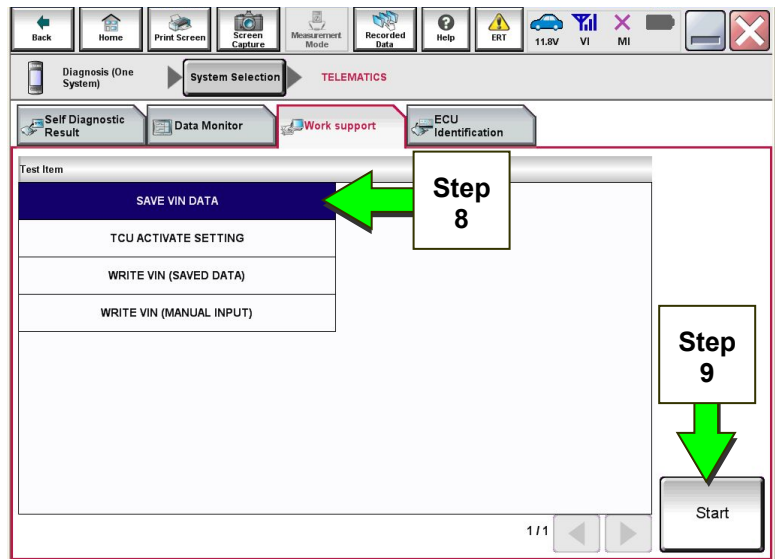 Back
Home
Print Screen
Screen
Capture
Measurement
Mode
Recorded
Data
Help
ERT
11.8V
VI
MI
Diagnosis (One
System)
System Selection
TELEMATICS
Self Diagnostic
Result
Data Monitor
Work support
ECU
Identification
Test Item
SAVE VIN DATA
Step
8
TCU ACTIVATE SETTING
WRITE VIN (SAVED DATA)
WRITE VIN (MANUAL INPUT)
Step
9
1/1
Start